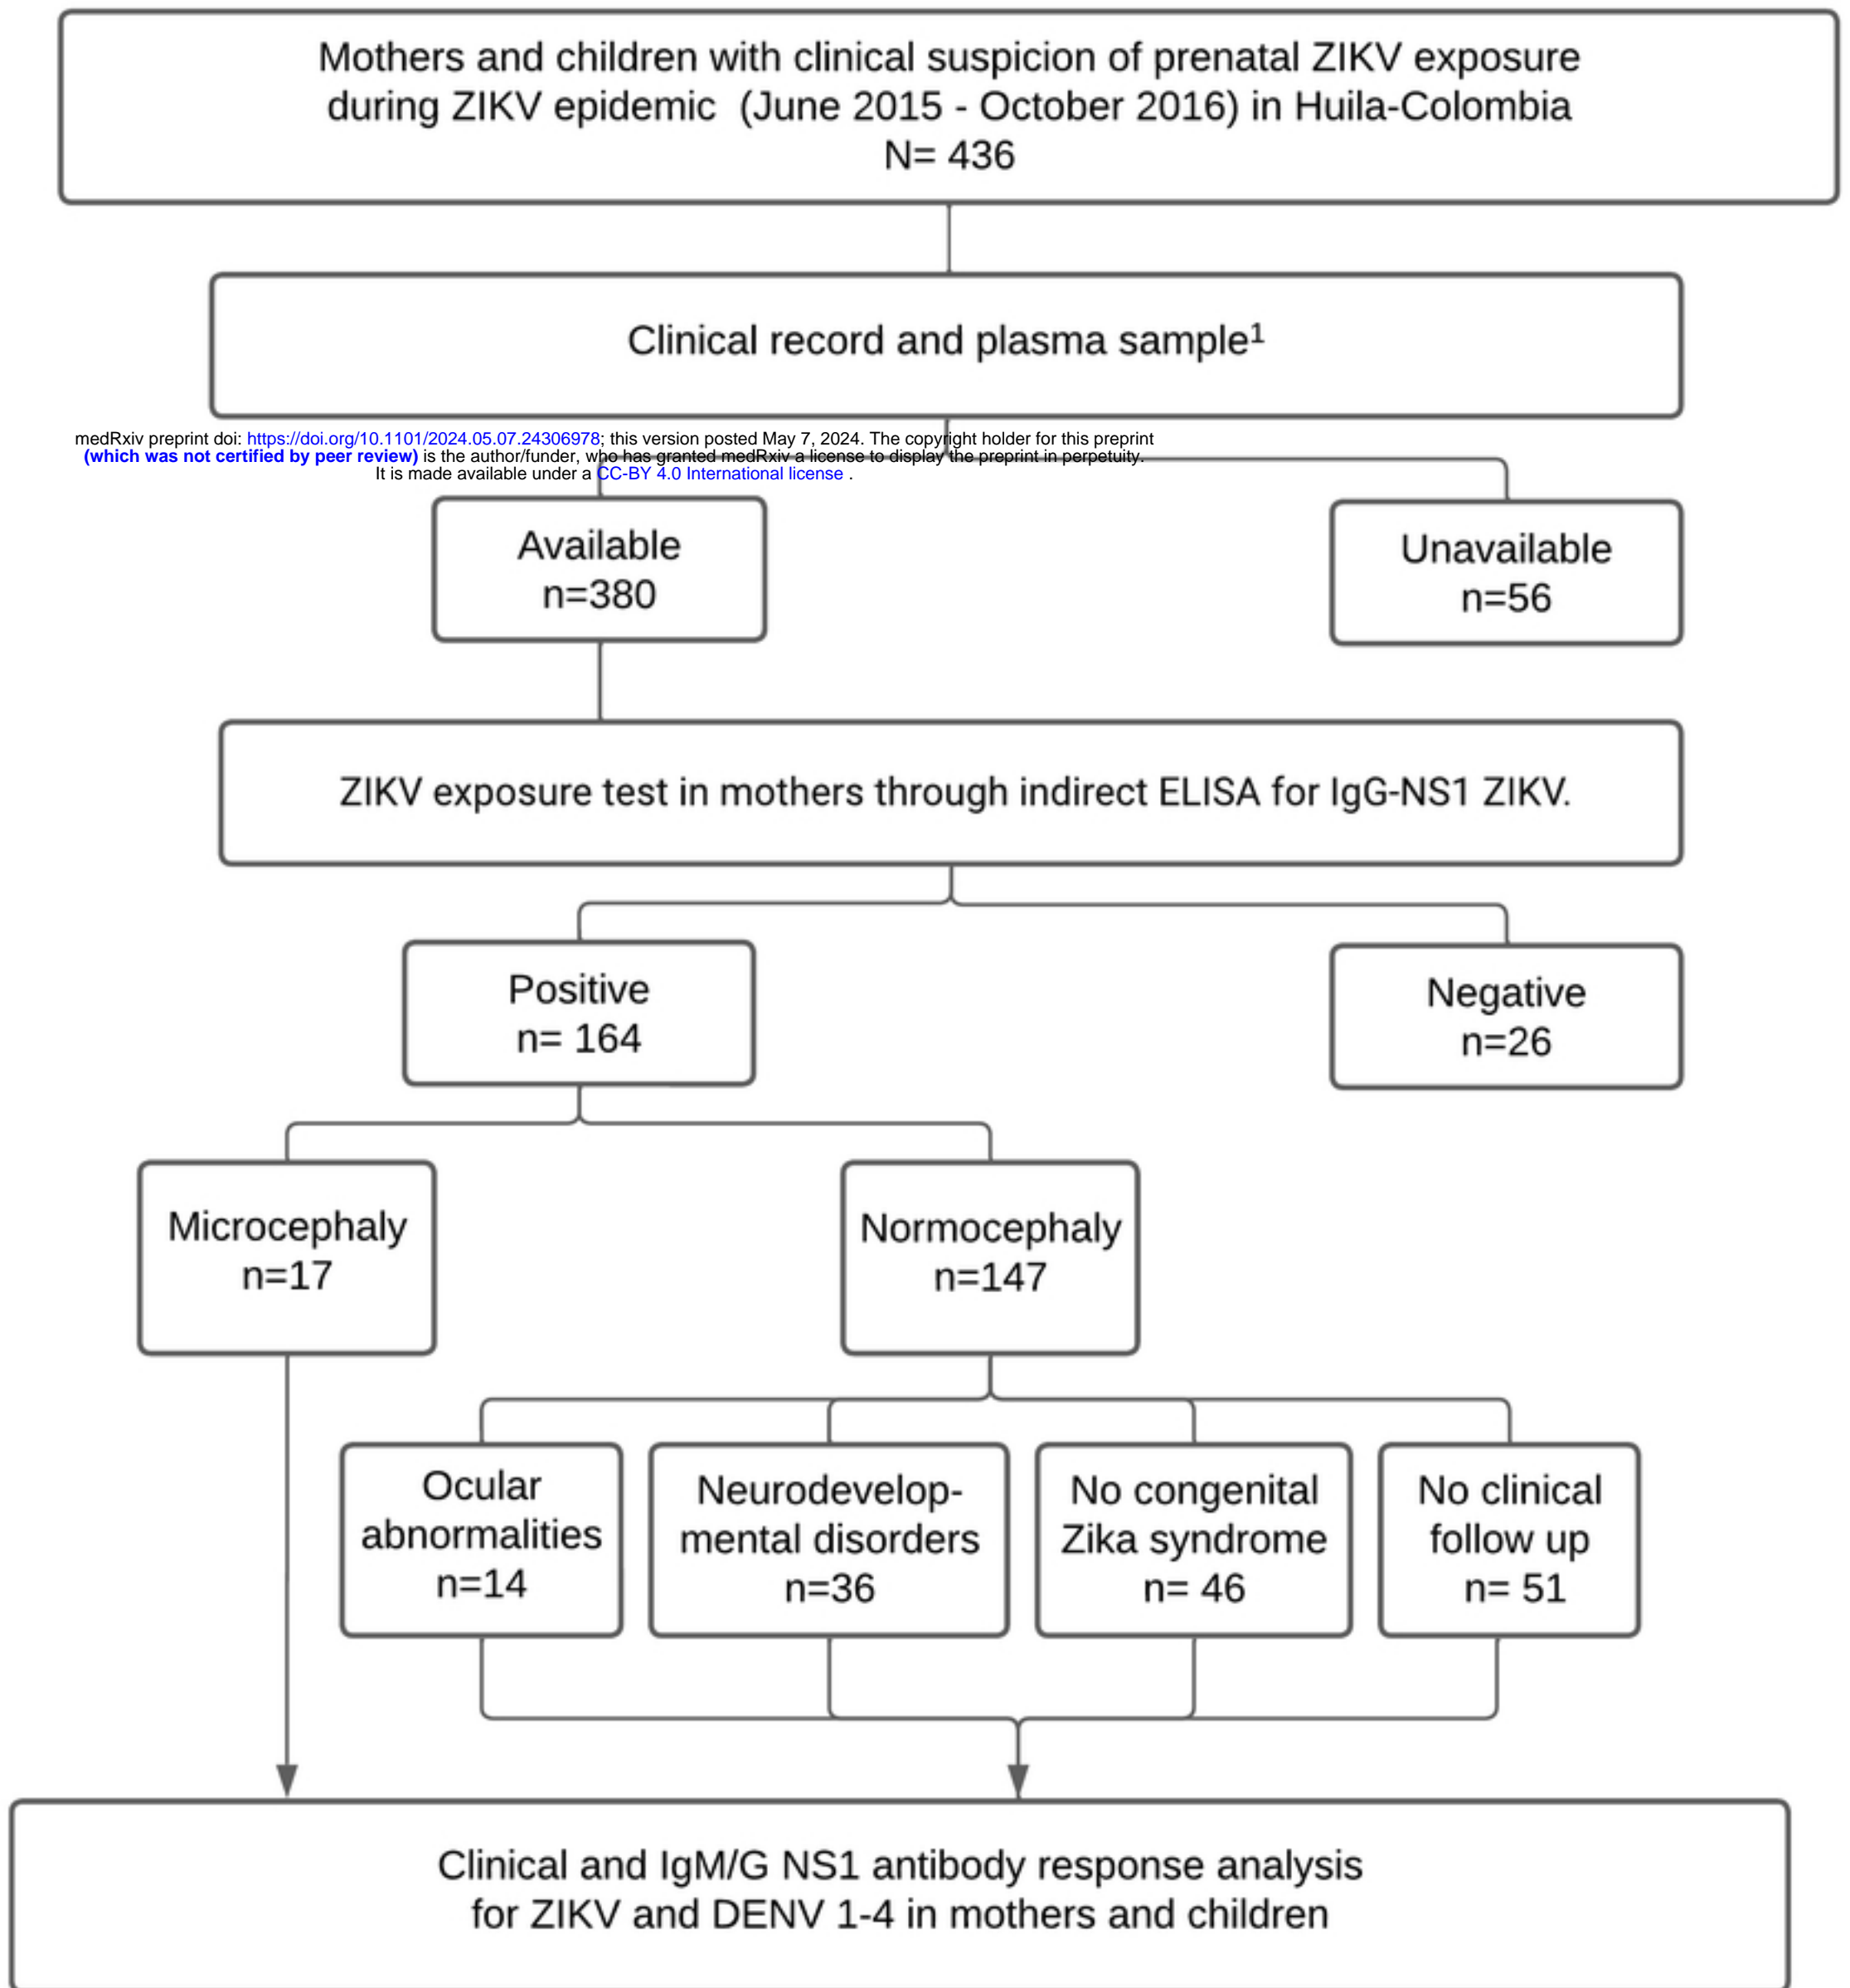 Mothers and children with clinical suspicion of prenatal ZIKV exposure
during ZIKV epidemic (June 2015 - October 2016) in Huila-Colombia
N= 436
Clinical record and plasma sample¹
medRxiv preprint doi: https://doi.org/10.1101/2024.05.07.24306978; this version posted May 7, 2024. The copyright holder for this preprint
(which was not certified by peer review) is the author/funder, who has granted medRxiv a license to display the preprint in perpetuity.
It is made available under a CC-BY 4.0 International license .
Available
n=380
Unavailable
n=56
ZIKV exposure test in mothers through indirect ELISA for IgG-NS1 ZIKV.
Positive
n= 164
Negative
n=26
Microcephaly
n=17
Normocephaly
n=147
Ocular
abnormalities
n=14
Neurodevelop-
mental disorders
n=36
No congenital
Zika syndrome
n= 46
No clinical
follow up
n= 51
Clinical and IgM/G NS1 antibody response analysis
for ZIKV and DENV 1-4 in mothers and children